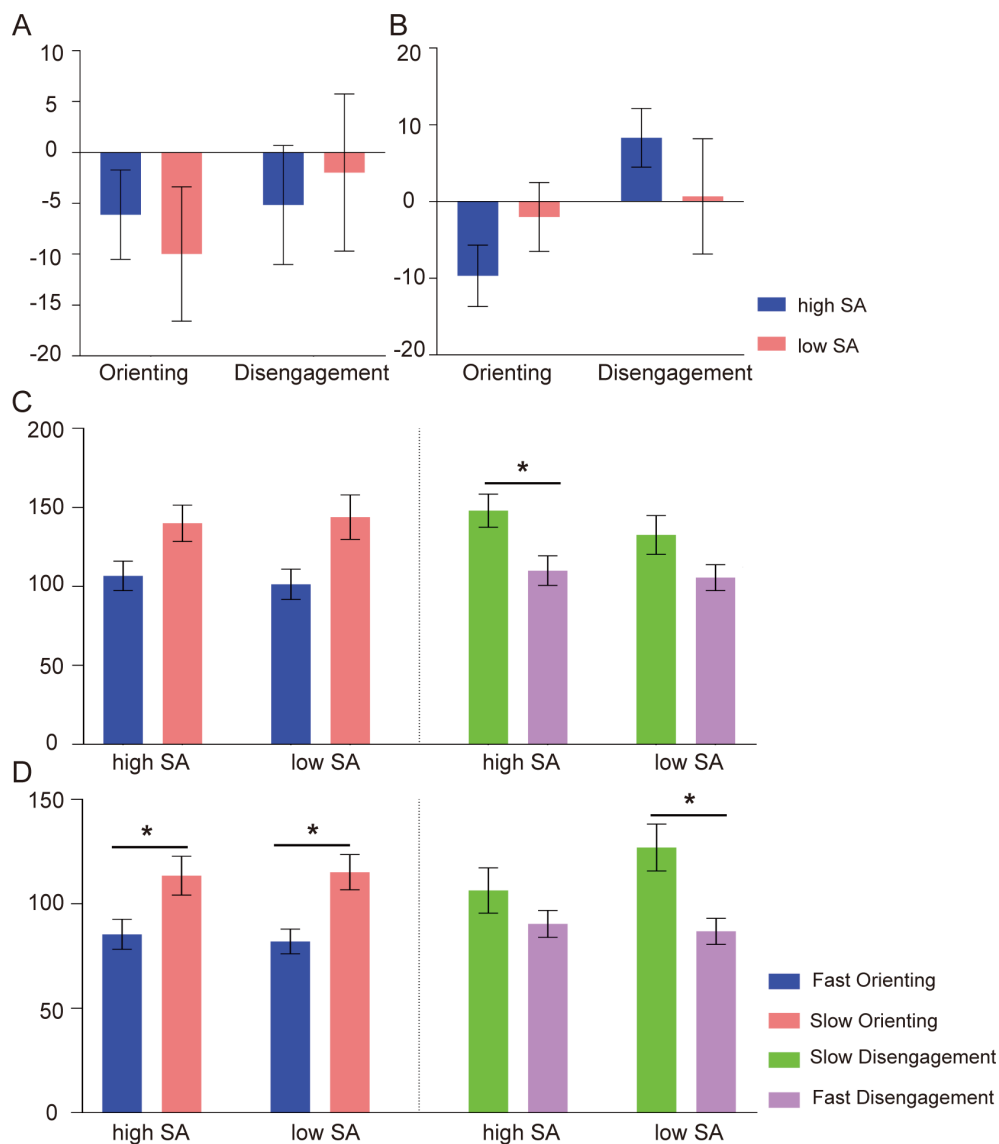 A
10
5
0
-5
-10
-15
-20
Orienting
Disengagement
B
20
10
0
-10
-20
Orienting
Disengagement
high SA
low SA
C
200
150
100
50
0
*
high SA
low SA
high SA
low SA
D
150
100
50
0
*
*
*
high SA
low SA
high SA
low SA
Fast Orienting
Slow Orienting
Slow Disengagement
Fast Disengagement